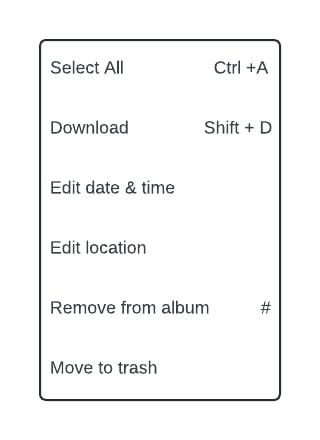 Select All Ctrl +A
Download Shift + D
Edit date & time
Edit location
Remove from album #
Move to trash